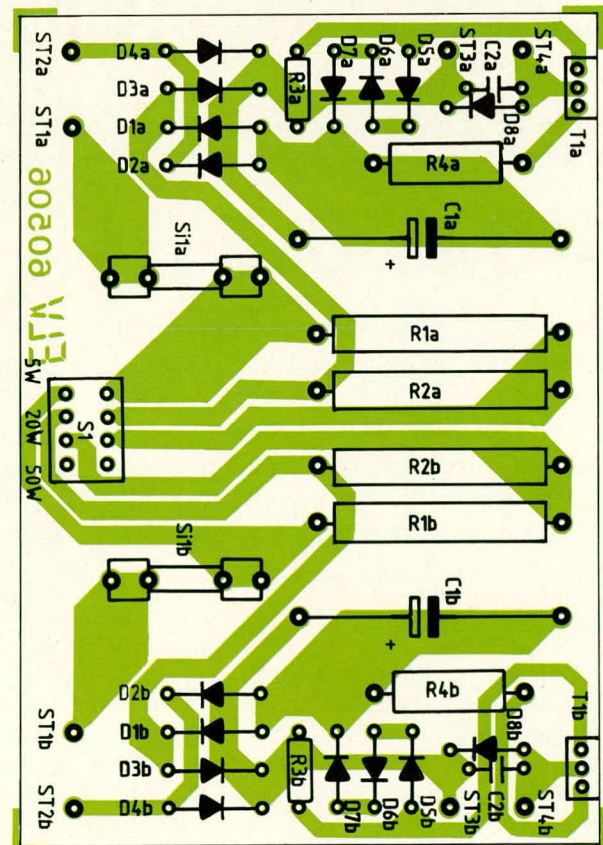 ST2a
D4a
D3a
ST1a
D1a
D2a
R3a
D7a
D6a
D5a
ST3a
C2a
ST4a
D8a
T1a
R4a
Si1a
C1a
+
ELW 60506
R1a
R2a
5W
20W
50W
S1
R2b
R1b
Si1b
C1b
+
D2b
D1b
D3b
D4b
ST1b
ST2b
R4b
R3b
D7b
D6b
D5b
D8b
ST3b
C2b
ST4b
T1b